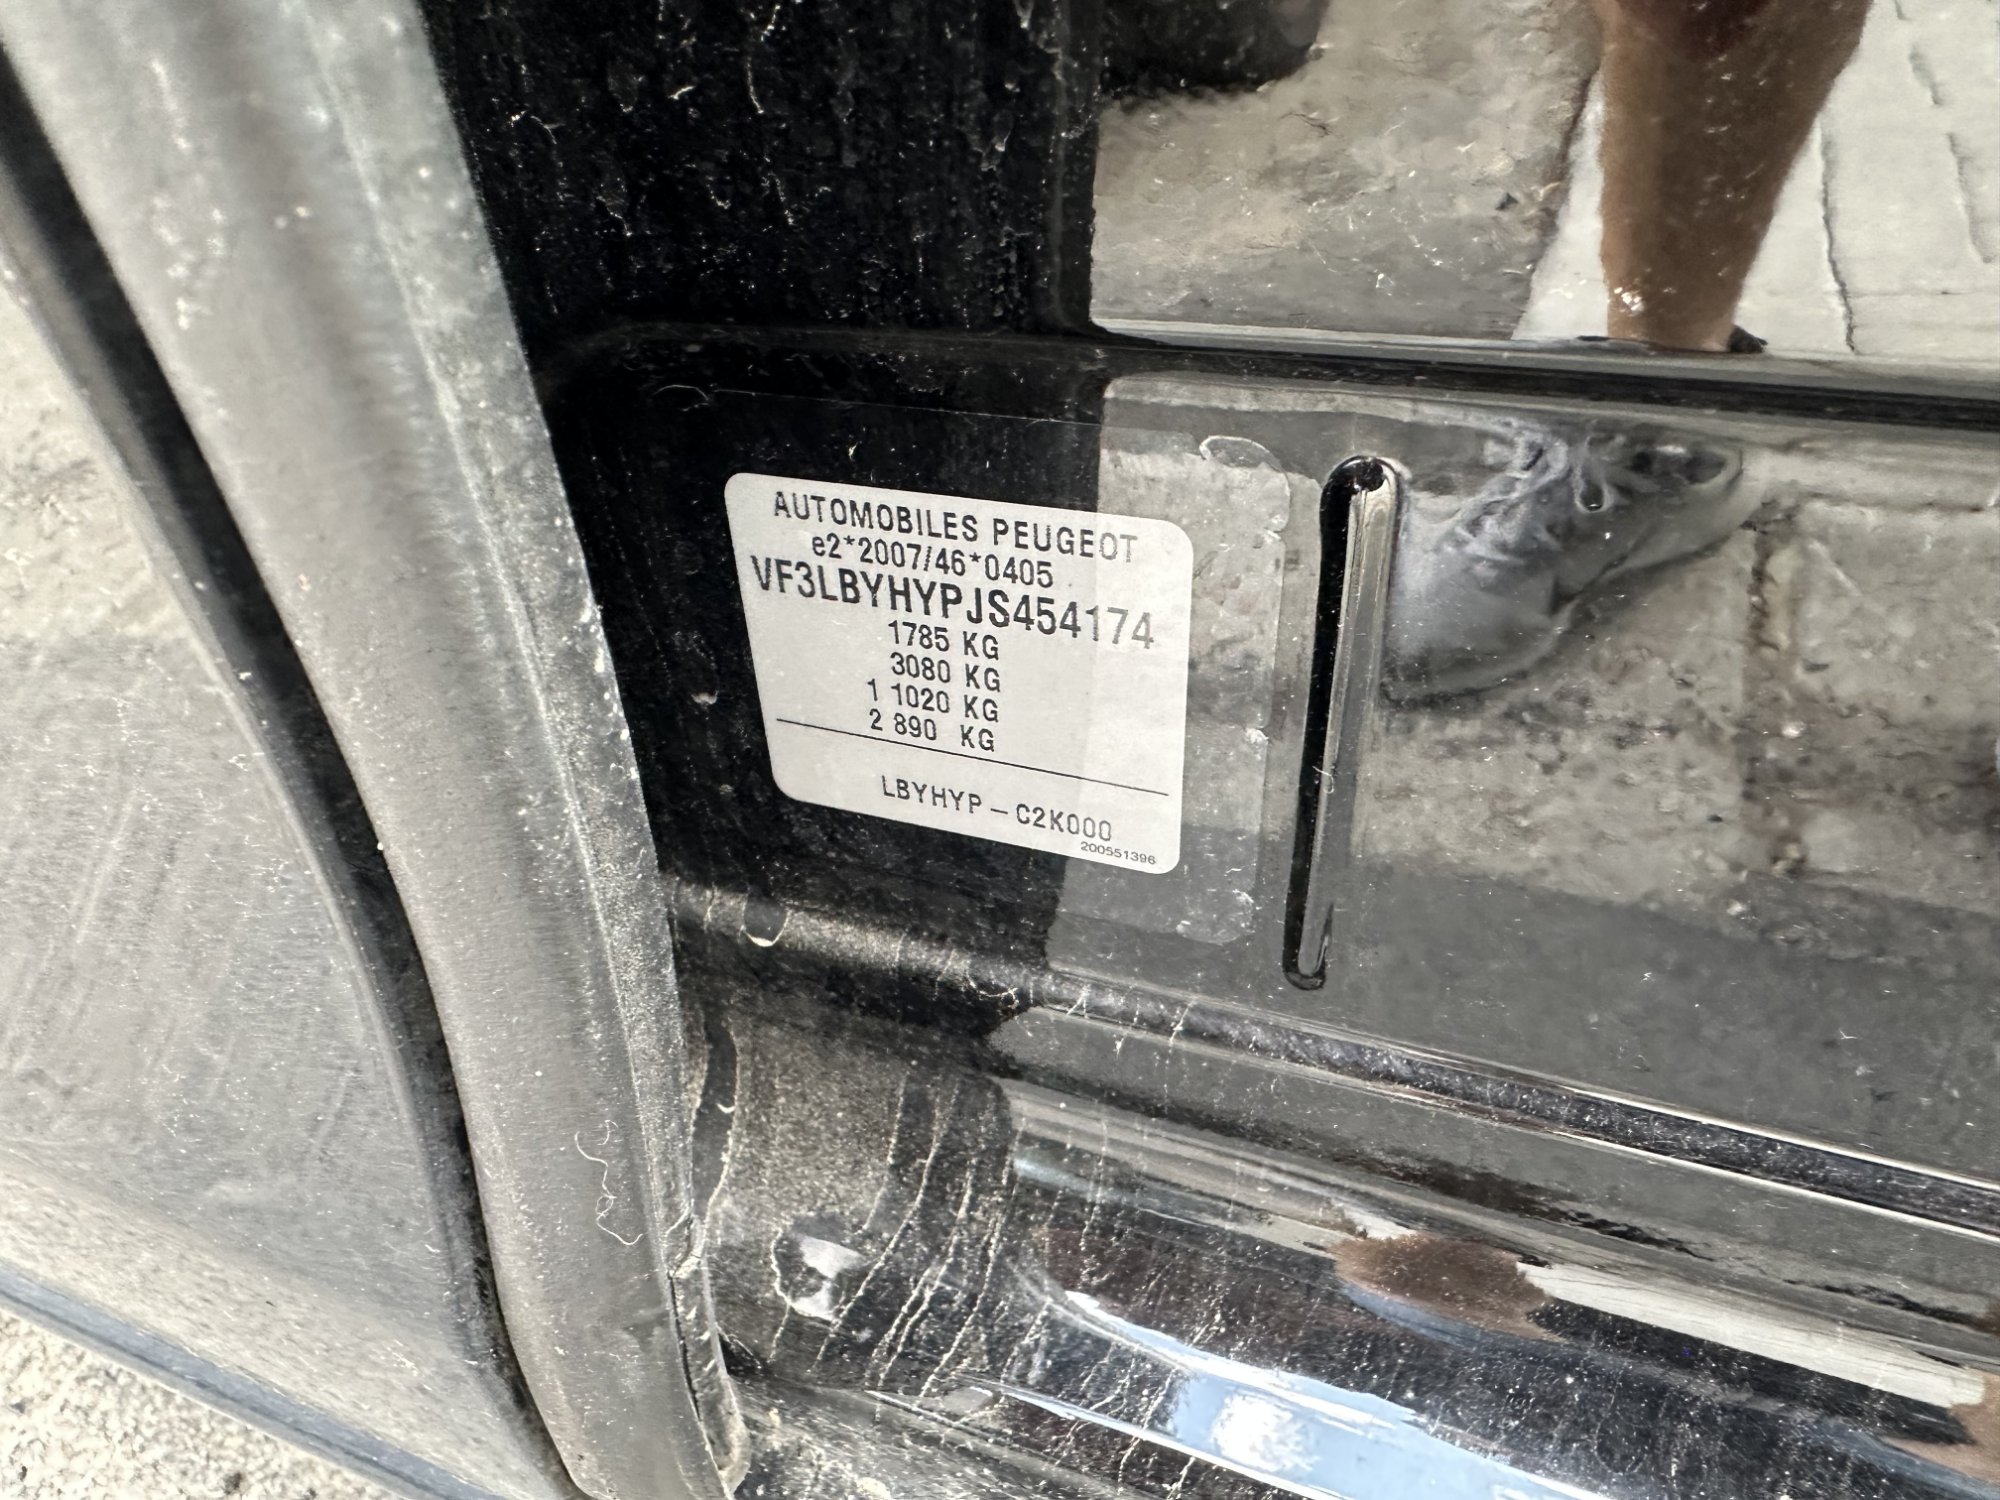 AUTOMOBILES PEUGEOT
e2*2007/46*0405
VF3LBYHYPJS454174
1785 KG
3080 KG
1 1020 KG
2 890 KG
LBYHYP - C2K000
200551396